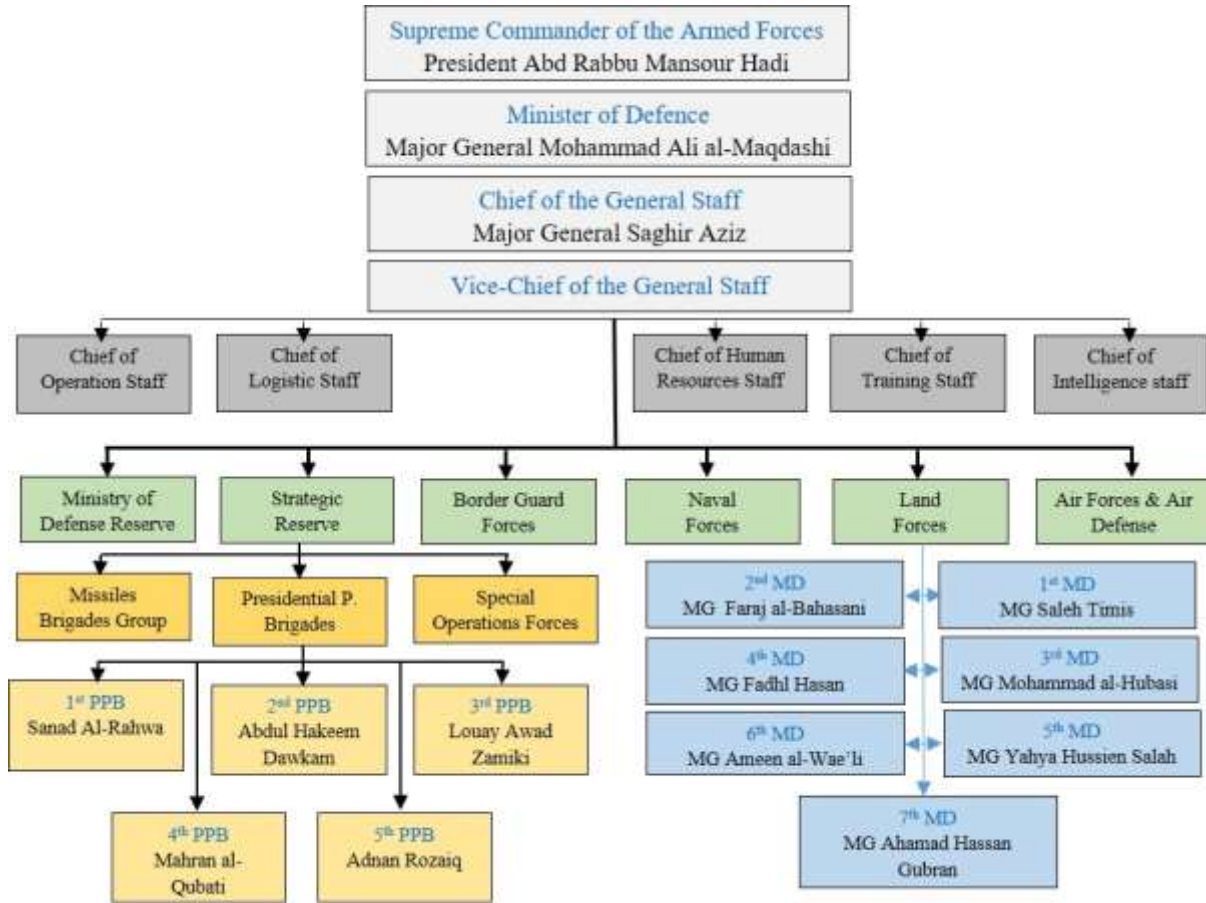 Supreme Commander of the Armed Forces
President Abd Rabbu Mansour Hadi
Minister of Defence
Major General Mohammad Ali al-Maqdashi
Chief of the General Staff
Major General Saghir Aziz
Vice-Chief of the General Staff
Chief of
Operation Staff
Chief of
Logistic Staff
Chief of Human
Resources Staff
Chief of
Training Staff
Chief of
Intelligence staff
Ministry of
Defense Reserve
Strategic
Reserve
Border Guard
Forces
Naval
Forces
Land
Forces
Air Forces & Air
Defense
Missiles
Brigades Group
Presidential P.
Brigades
Special
Operations Forces
1st PPB
Sanad Al-Rahwa
2nd PPB
Abdul Hakeem
Dawkam
3rd PPB
Louay Awad
Zamiki
4th PPB
Mahran al-
Qubati
5th PPB
Adnan Rozaiq
2nd MD
MG Faraj al-Bahasani
1st MD
MG Saleh Timis
4th MD
MG Fadhl Hasan
3rd MD
MG Mohammad al-Hubasi
6th MD
MG Ameen al-Wae'li
5th MD
MG Yahya Hussien Salah
7th MD
MG Ahamad Hassan
Gubran